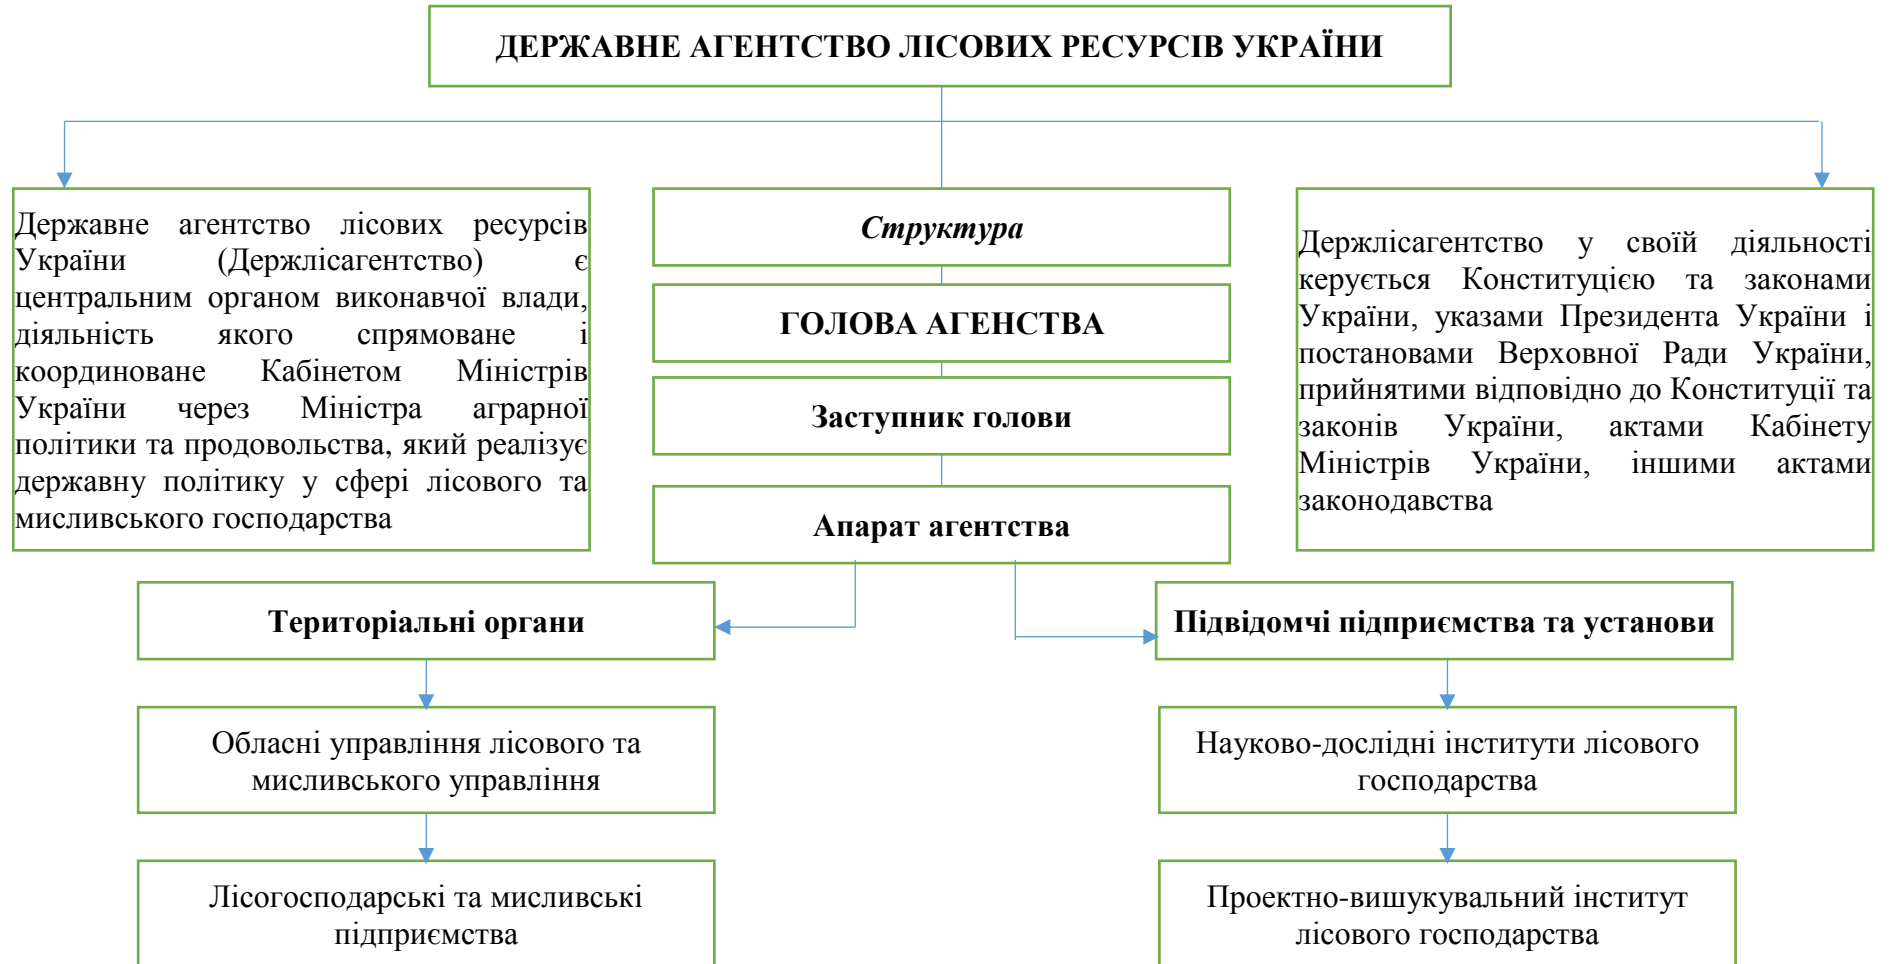 ДЕРЖАВНЕ АГЕНТСТВО ЛІСОВИХ РЕСУРСІВ УКРАЇНИ
Державне агентство лісових ресурсів
України (Держлісагентство) є
центральним органом виконавчої влади,
діяльність якого спрямоване і
координоване Кабінетом Міністрів
України через Міністра аграрної
політики та продовольства, який реалізує
державну політику у сфері лісового та
мисливського господарства
Структура
ГОЛОВА АГЕНСТВА
Заступник голови
Апарат агентства
Держлісагентство у своїй діяльності
керується Конституцією та законами
України, указами Президента України і
постановами Верховної Ради України,
прийнятими відповідно до Конституції та
законів України, актами Кабінету
Міністрів України, іншими актами
законодавства
Територіальні органи
Обласні управління лісового та
мисливського управління
Лісогосподарські та мисливські
підприємства
Підвідомчі підприємства та установи
Науково-дослідні інститути лісового
господарства
Проектно-вишукувальний інститут
лісового господарства